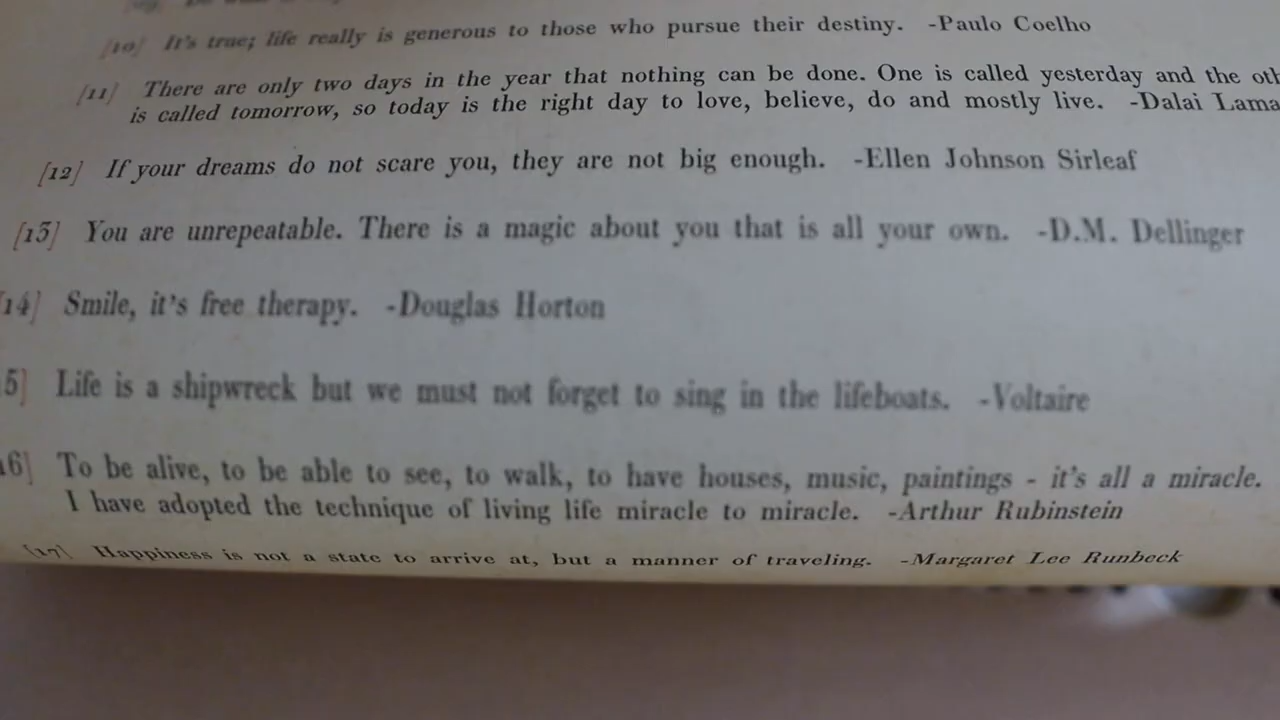 [10] It's true; life really is generous to those who pursue their destiny. -Paulo Coelho
[11] There are only two days in the year that nothing can be done. One is called yesterday and the oth
is called tomorrow, so today is the right day to love, believe, do and mostly live. -Dalai Lama
[12] If your dreams do not scare you, they are not big enough. -Ellen Johnson Sirleaf
[13] You are unrepeatable. There is a magic about you that is all your own. -D.M. Dellinger
[14] Smile, it's free therapy. -Douglas Horton
5] Life is a shipwreck but we must not forget to sing in the lifeboats. -Voltaire
16] To be alive, to be able to see, to walk, to have houses, music, paintings - it's all a miracle.
I have adopted the technique of living life miracle to miracle. -Arthur Rubinstein
[17] Happiness is not a state to arrive at, but a manner of traveling. -Margaret Lee Runbeck